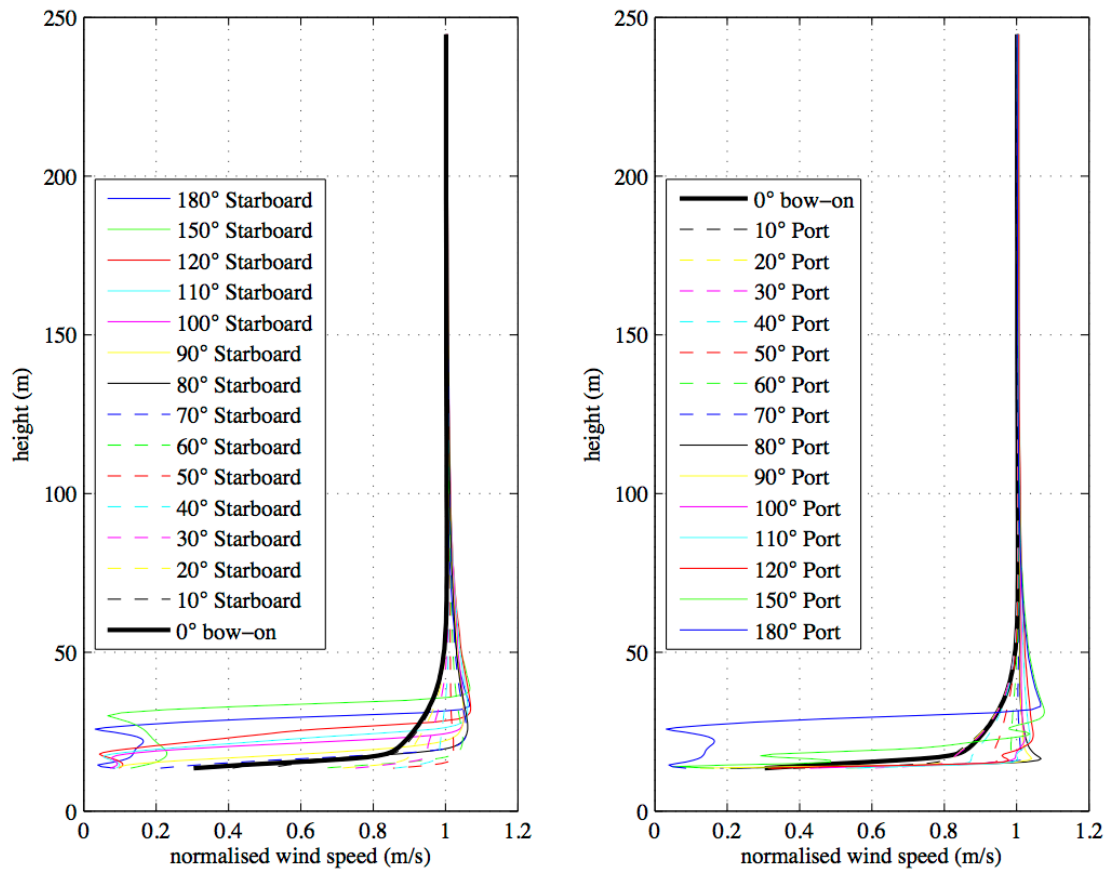 250
200
150
100
50
0
height (m)
180° Starboard
150° Starboard
120° Starboard
110° Starboard
100° Starboard
90° Starboard
80° Starboard
70° Starboard
60° Starboard
50° Starboard
40° Starboard
30° Starboard
20° Starboard
10° Starboard
0° bow−on
0 0.2 0.4 0.6 0.8 1 1.2
normalised wind speed (m/s)
250
200
150
100
50
0
height (m)
0° bow−on
10° Port
20° Port
30° Port
40° Port
50° Port
60° Port
70° Port
80° Port
90° Port
100° Port
110° Port
120° Port
150° Port
180° Port
0 0.2 0.4 0.6 0.8 1 1.2
normalised wind speed (m/s)